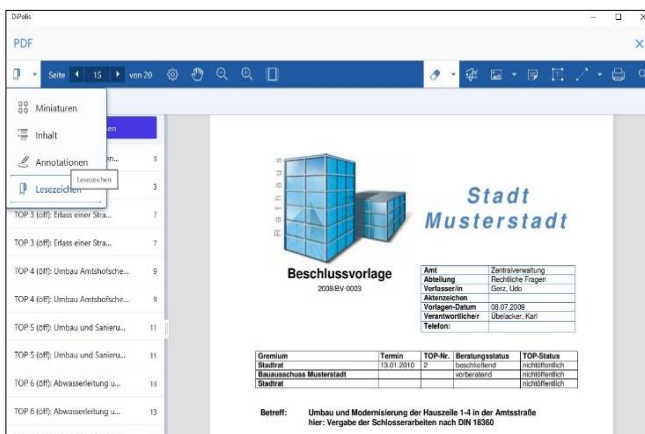 DiPolis
PDF
Seite 15 von 20
Miniaturen
Inhalt
Annotationen
Lesezeichen
Lesezeichen
en
en... 3
3
TOP 3 (öff): Erlass einer Stra... 7
TOP 3 (öff): Erlass einer Stra... 7
TOP 4 (öff): Umbau Amtshofsche... 9
TOP 4 (öff): Umbau Amtshofsche... 9
TOP 5 (öff): Umbau und Sanieru... 11
TOP 5 (öff): Umbau und Sanieru... 11
TOP 6 (öff): Abwasserleitung u... 13
TOP 6 (öff): Abwasserleitung u... 13
Rathaus
Stadt
Musterstadt
Beschlussvorlage
2008/BV-0003
Amt Zentralverwaltung
Abteilung Rechtliche Fragen
Verfasser/in Gerz, Udo
Aktenzeichen
Vorlagen-Datum 08.07.2009
Verantwortliche/r Übelacker, Karl
Telefon:
Gremium Termin TOP-Nr. Beratungsstatus TOP-Status
Stadtrat 13.01.2010 2 beschließend nichtöffentlich
Bauausschuss Musterstadt vorberatend nichtöffentlich
Stadtrat nichtöffentlich
Betreff: Umbau und Modernisierung der Hauszeile 1-4 in der Amtsstraße
hier: Vergabe der Schlosserarbeiten nach DIN 18360